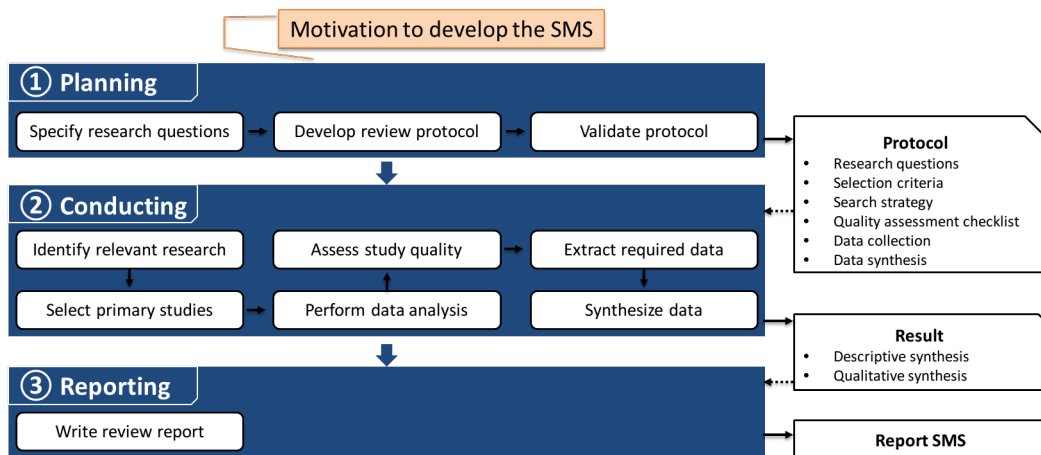 Motivation to develop the SMS
① Planning
Specify research questions
Develop review protocol
Validate protocol
Protocol
• Research questions
• Selection criteria
• Search strategy
• Quality assessment checklist
• Data collection
• Data synthesis
② Conducting
Identify relevant research
Assess study quality
Extract required data
Select primary studies
Perform data analysis
Synthesize data
Result
• Descriptive synthesis
• Qualitative synthesis
③ Reporting
Write review report
Report SMS